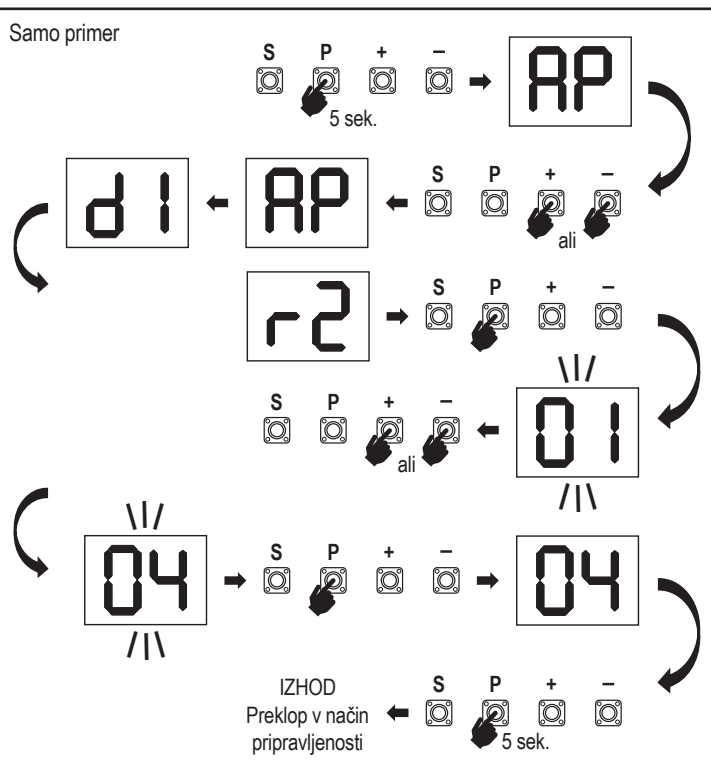 Samo primer
S P + –
5 sek.
AP
S P + –
d1 AP
ali
r2
S P + –
01
S P + –
ali
04
S P + –
04
IZHOD
Preklop v način
pripravljenosti
S P + –
5 sek.